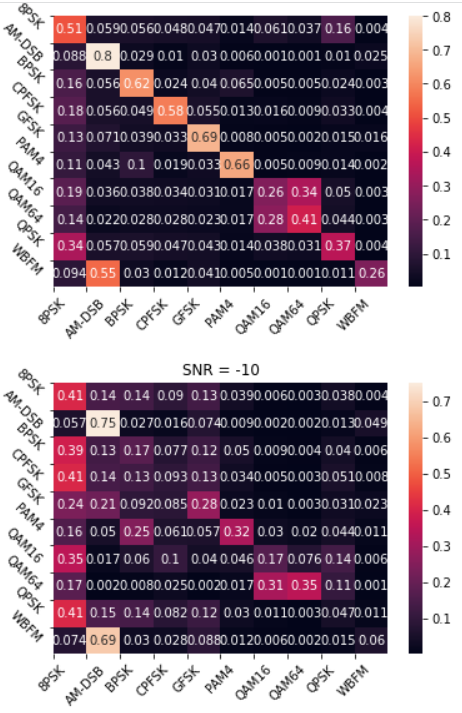 8PSK 0.51 0.059 0.056 0.048 0.047 0.014 0.061 0.037 0.16 0.004 0.8
AM-DSB 0.088 0.8 0.029 0.01 0.03 0.006 0.001 0.001 0.01 0.025 0.7
BPSK 0.16 0.056 0.62 0.024 0.04 0.065 0.005 0.005 0.024 0.003 0.6
CPFSK 0.18 0.056 0.049 0.58 0.055 0.013 0.016 0.009 0.033 0.004 0.5
GFSK 0.13 0.071 0.039 0.033 0.69 0.008 0.005 0.002 0.015 0.016
PAM4 0.11 0.043 0.1 0.019 0.033 0.66 0.005 0.009 0.014 0.002 0.4
QAM16 0.19 0.036 0.038 0.034 0.031 0.017 0.26 0.34 0.05 0.003 0.3
QAM64 0.14 0.022 0.028 0.028 0.023 0.017 0.28 0.41 0.044 0.003 0.2
QPSK 0.34 0.057 0.059 0.047 0.043 0.014 0.038 0.031 0.37 0.004 0.1
WBFM 0.094 0.55 0.03 0.012 0.041 0.005 0.001 0.001 0.011 0.26
8PSK AM-DSB BPSK CPFSK GFSK PAM4 QAM16 QAM64 QPSK WBFM
SNR = -10
8PSK 0.41 0.14 0.14 0.09 0.13 0.039 0.006 0.003 0.038 0.004
AM-DSB 0.057 0.75 0.027 0.016 0.074 0.009 0.002 0.002 0.013 0.049 0.7
BPSK 0.39 0.13 0.17 0.077 0.12 0.05 0.009 0.004 0.04 0.006 0.6
CPFSK 0.41 0.14 0.13 0.093 0.13 0.034 0.005 0.003 0.051 0.008 0.5
GFSK 0.24 0.21 0.092 0.085 0.28 0.023 0.01 0.003 0.031 0.023 0.4
PAM4 0.16 0.05 0.25 0.061 0.057 0.32 0.03 0.02 0.044 0.011
QAM16 0.35 0.017 0.06 0.1 0.04 0.046 0.17 0.076 0.14 0.006 0.3
QAM64 0.17 0.002 0.008 0.025 0.002 0.017 0.31 0.35 0.11 0.001 0.2
QPSK 0.41 0.15 0.14 0.082 0.12 0.03 0.011 0.003 0.047 0.011 0.1
WBFM 0.074 0.69 0.03 0.028 0.088 0.012 0.006 0.002 0.015 0.06
8PSK AM-DSB BPSK CPFSK GFSK PAM4 QAM16 QAM64 QPSK WBFM